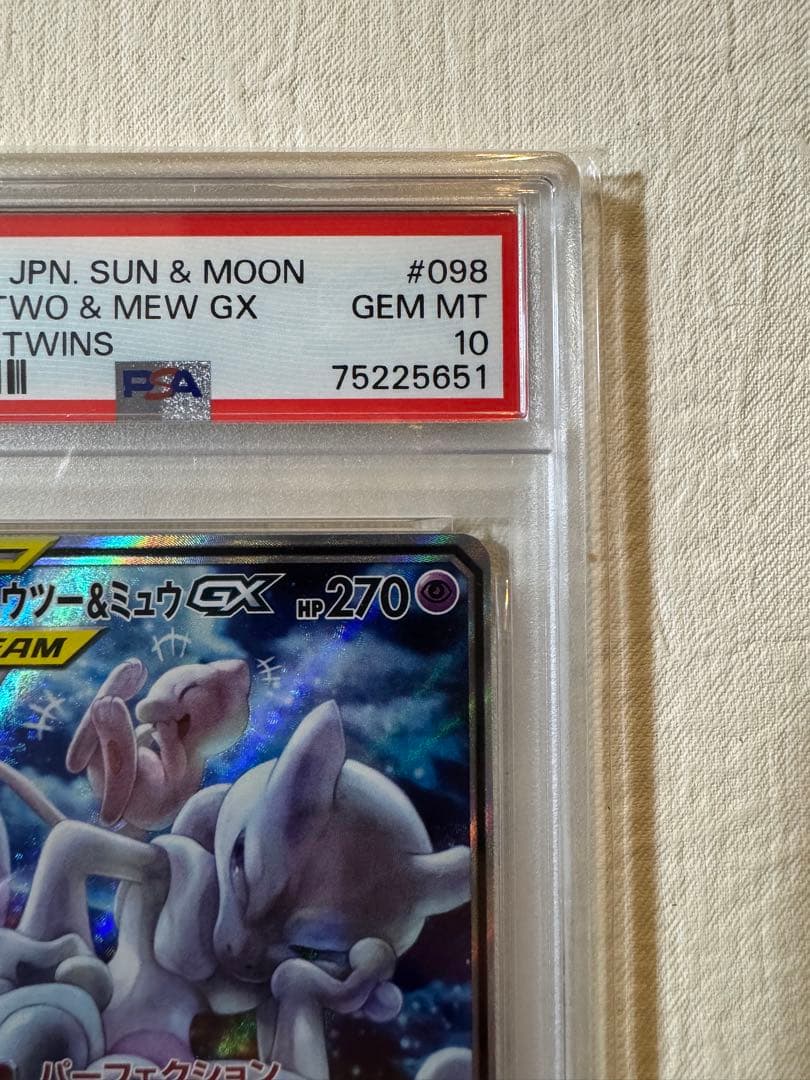 JPN. SUN & MOON #098
TWO & MEW GX GEM MT
TWINS 10
PSA 75225651
ウツー&ミュウGX HP270
EAM
パーフェクション